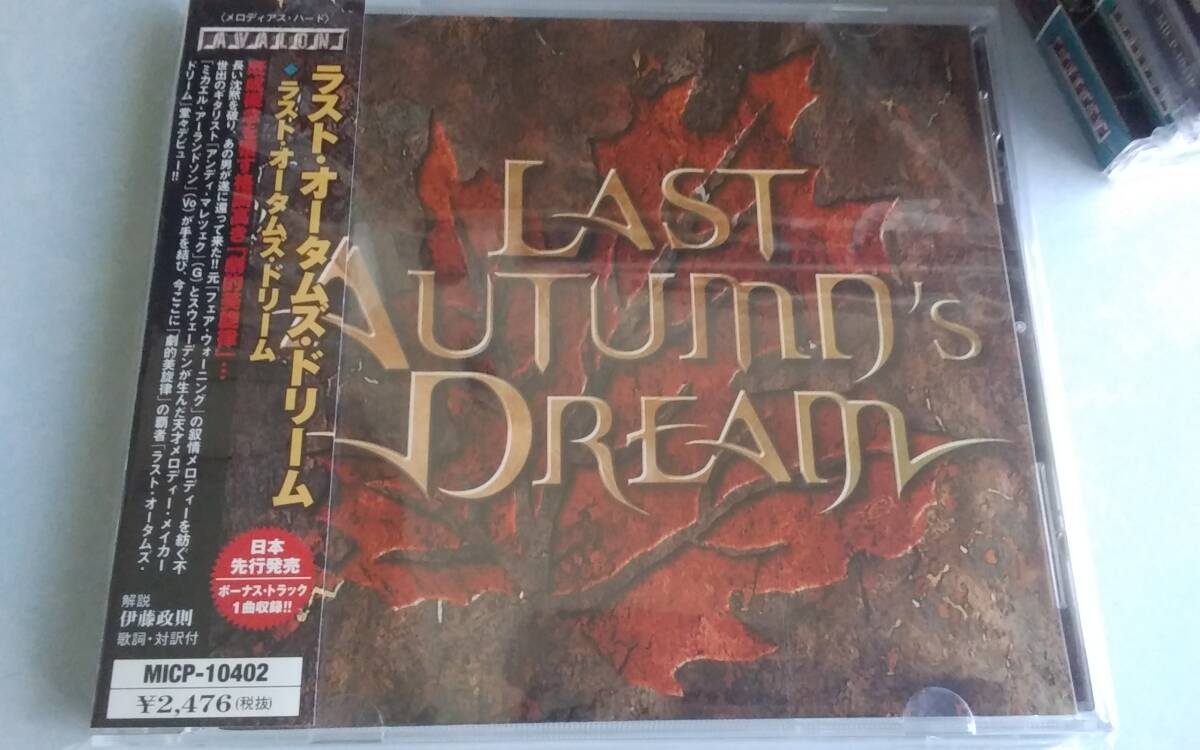 〈メロディアス・ハード〉
AVALON
ラスト・オータムズ・ドリーム
◆ラスト・オータムズ・ドリーム
「劇的美旋律」…
長い沈黙を破り、あの男が遂に還って来た!! 元「フェア・ウォーニング」の叙情メロディーを紡ぐ不
世出のギタリスト「アンディ・マレツェク」(G)とスウェーデンが生んだ天才メロディー・メイカー
「ミカエル・アーランドソン」(Vo)が手を結び、今ここに「劇的美旋律」の覇者「ラスト・オータムズ・
ドリーム」堂々デビュー!!
日本
先行発売
ボーナス・トラック
1曲収録!!
解説
伊藤政則
歌詞・対訳付
MICP-10402
¥2,476(税抜)
LAST
AUTUMN'S
DREAM